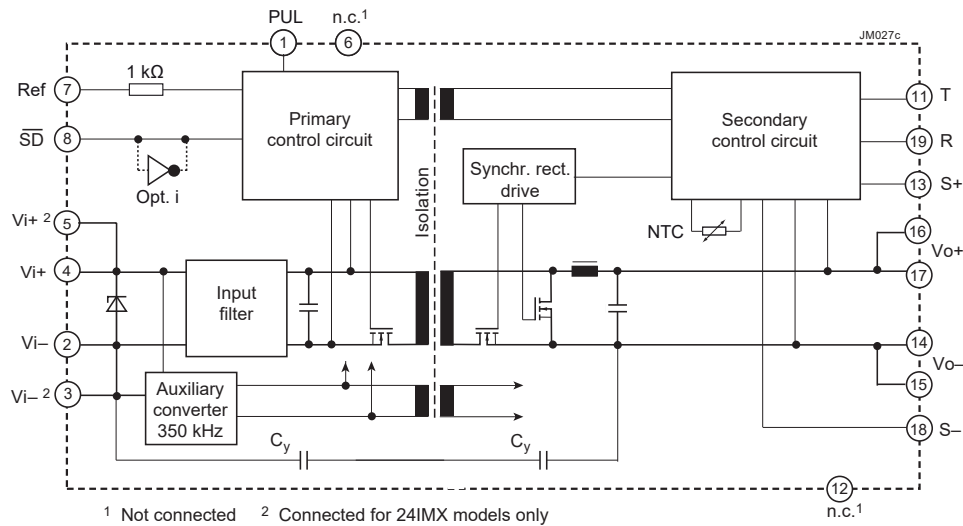 PUL n.c.1
1 6
JM027c
Ref 7 1 kΩ
SD 8
Opt. i
Primary
control circuit
Secondary
control circuit
11 T
19 R
13 S+
Synchr. rect.
drive
Isolation
NTC
Vi+ 2 5
Vi+ 4
Input
filter
16
Vo+
17
Vi– 2
Vi– 2 3
14
Vo–
15
Auxiliary
converter
350 kHz
18 S–
Cy Cy
12
n.c.1
1 Not connected 2 Connected for 24IMX models only